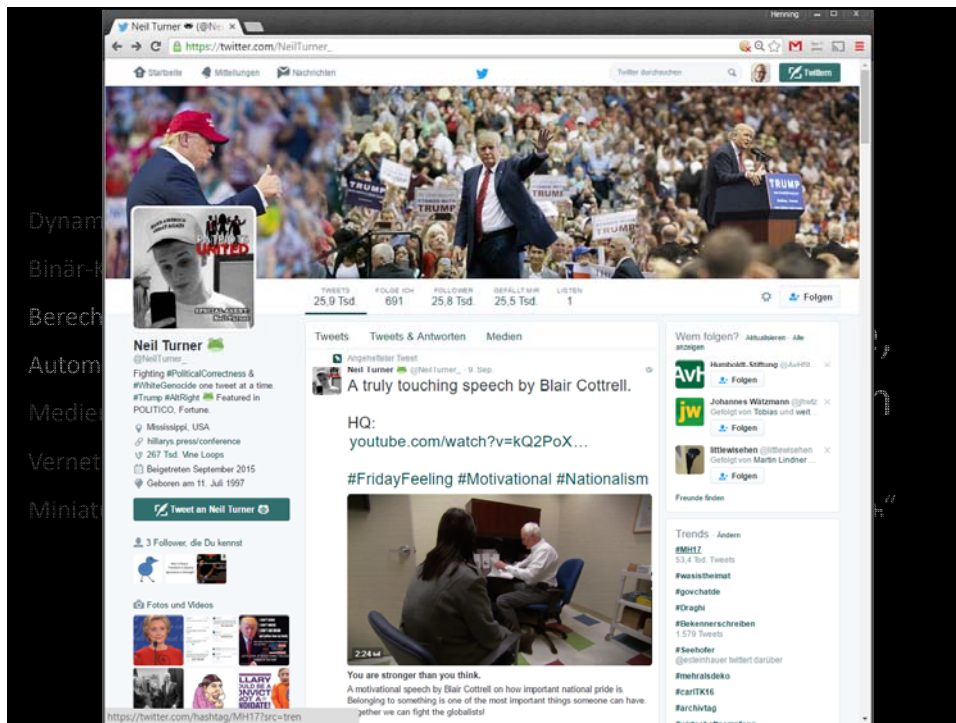 Henning
Neil Turner
https://twitter.com/NeilTurner_
Startseite
Mitteilungen
Nachrichten
Twitter durchsuchen
Twittern
TRUMP
TRUMP
TRUMP
TRUMP
TRUMP
UNITED
TWEETS
25,9 Tsd.
FOLGE ICH
691
FOLLOWER
25,8 Tsd.
GEFÄLLT MIR
25,5 Tsd.
LISTEN
1
Folgen
Dynam
Binär-K
Berech
Autom
Medie
Vernet
Miniatu
Neil Turner
@NeilTurner_
Fighting #PoliticalCorrectness &
#WhiteGenocide one tweet at a time.
#Trump #AltRight Featured in
POLITICO, Fortune.
Mississippi, USA
hillarys.press/conference
267 Tsd. Vine Loops
Beigetreten September 2015
Geboren am 11. Juli 1997
Tweet an Neil Turner
3 Follower, die Du kennst
Fotos und Videos
Tweets
Tweets & Antworten
Medien
Angehefteter Tweet
Neil Turner @NeilTurner_ · 9. Sep.
A truly touching speech by Blair Cottrell.
HQ:
youtube.com/watch?v=kQ2PoX…
#FridayFeeling #Motivational #Nationalism
2:24
You are stronger than you think.
A motivational speech by Blair Cottrell on how important national pride is.
Belonging to something is one of the most important things someone can have.
together we can fight the globalists!
Wem folgen? Aktualisieren · Alle
anzeigen
Humboldt-Stiftung @AvHStift
Folgen
Johannes Wätzmann @jhwtz
Gefolgt von Tobias und weit...
Folgen
littlewisehen @littlewisehen
Gefolgt von Martin Lindner ...
Folgen
Freunde finden
Trends · Ändern
#MH17
53,4 Tsd. Tweets
#wasistheimat
#govchatde
#Draghi
#Bekennerschreiben
1.579 Tweets
#Seehofer
@esteinhauer twittert darüber
#mehralsdeko
#carlTK16
#archivtag
https://twitter.com/hashtag/MH17?src=tren